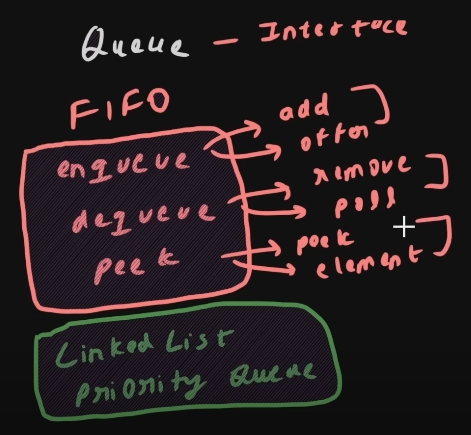 Queue - Interface
FIFO
enqueue
add
offer
dequeue
remove
poll
peek
peek
element
Linked List
Priority Queue